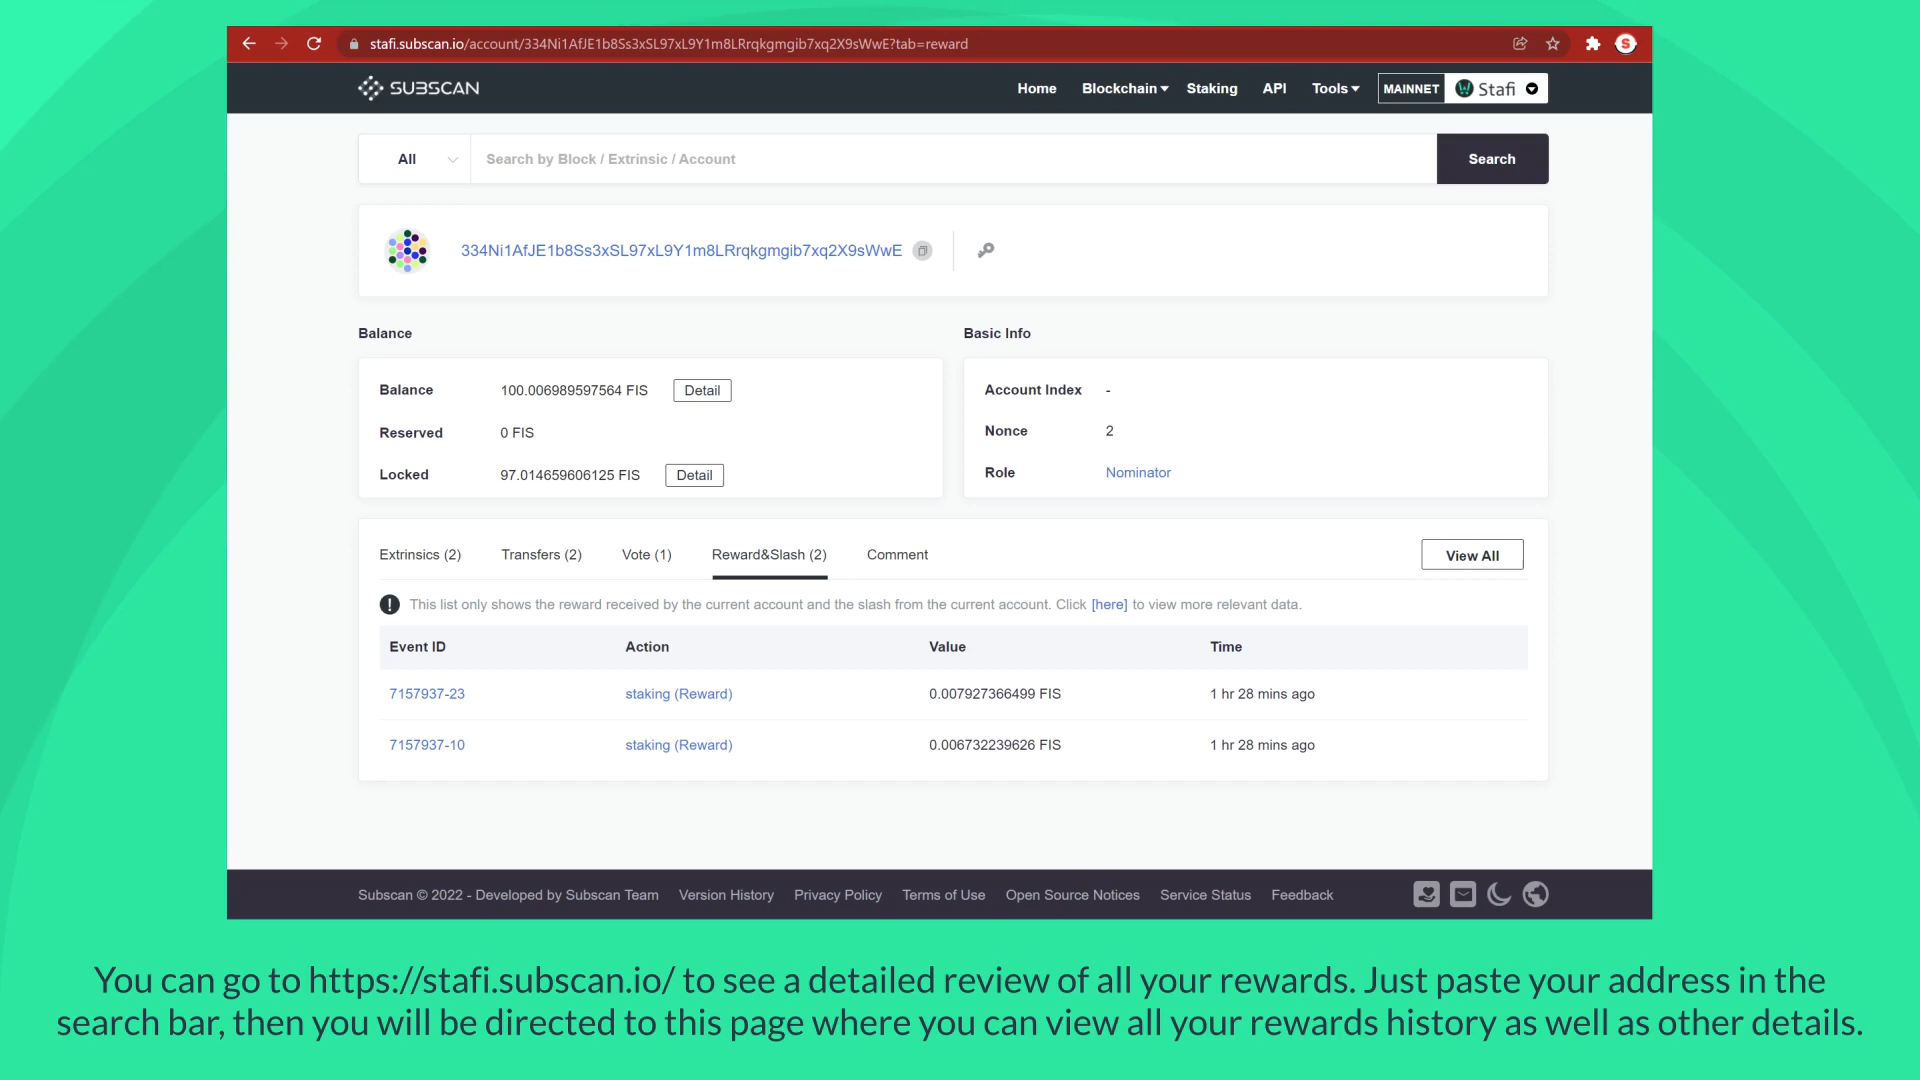 stafi.subscan.io/account/334Ni1AfJE1b8Ss3xSL97xL9Y1m8LRrqkgmgib7xq2X9sWwE?tab=reward
S
SUBSCAN
Home Blockchain Staking API Tools MAINNET Stafi
All Search by Block / Extrinsic / Account Search
334Ni1AfJE1b8Ss3xSL97xL9Y1m8LRrqkgmgib7xq2X9sWwE
Balance Basic Info
Balance 100.006989597564 FIS Detail Account Index -
Reserved 0 FIS Nonce 2
Locked 97.014659606125 FIS Detail Role Nominator
Extrinsics (2) Transfers (2) Vote (1) Reward&Slash (2) Comment View All
This list only shows the reward received by the current account and the slash from the current account. Click [here] to view more relevant data.
Event ID Action Value Time
7157937-23 staking (Reward) 0.007927366499 FIS 1 hr 28 mins ago
7157937-10 staking (Reward) 0.006732239626 FIS 1 hr 28 mins ago
Subscan © 2022 - Developed by Subscan Team Version History Privacy Policy Terms of Use Open Source Notices Service Status Feedback
You can go to https://stafi.subscan.io/ to see a detailed review of all your rewards. Just paste your address in the
search bar, then you will be directed to this page where you can view all your rewards history as well as other details.